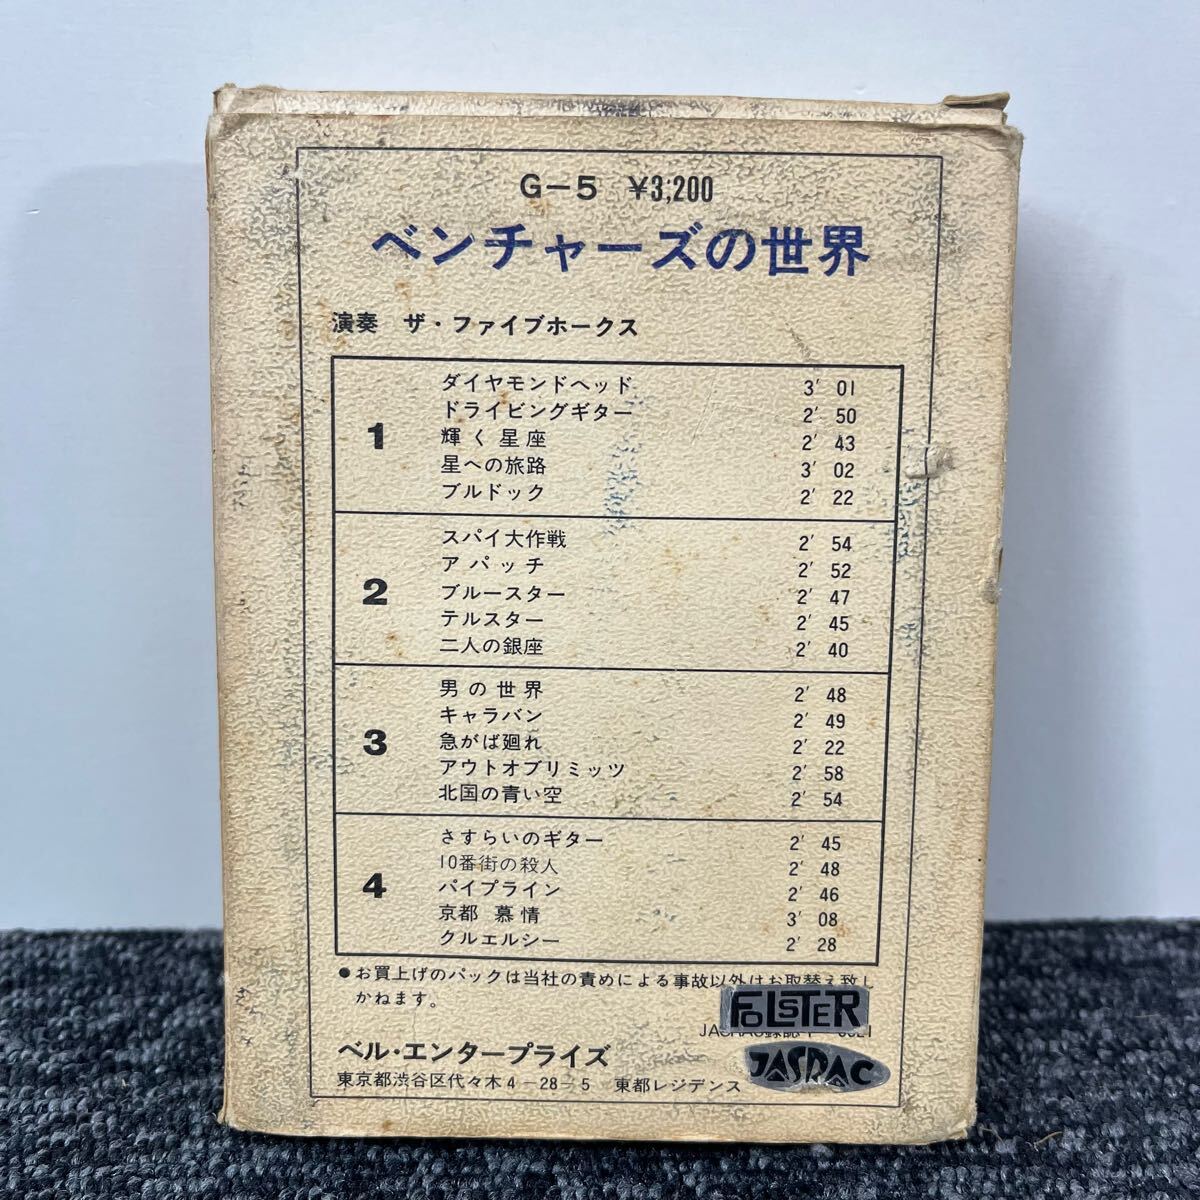 G-5 ¥3,200
ベンチャーズの世界
演奏 ザ・ファイブホークス
1
ダイヤモンドヘッド 3′ 01
ドライビングギター 2′ 50
輝く星座 2′ 43
星への旅路 3′ 02
ブルドック 2′ 22
2
スパイ大作戦 2′ 54
アパッチ 2′ 52
ブルースター 2′ 47
テルスター 2′ 45
二人の銀座 2′ 40
3
男の世界 2′ 48
キャラバン 2′ 49
急がば廻れ 2′ 22
アウトオブリミッツ 2′ 58
北国の青い空 2′ 54
4
さすらいのギター 2′ 45
10番街の殺人 2′ 48
パイプライン 2′ 46
京都 慕情 3′ 08
クルエルシー 2′ 28
●お買上げのパックは当社の責めによる事故以外はお取替え致し
かねます。
FOLSTER
JASRAC
ベル・エンタープライズ
東京都渋谷区代々木4-28-5 東都レジデンス